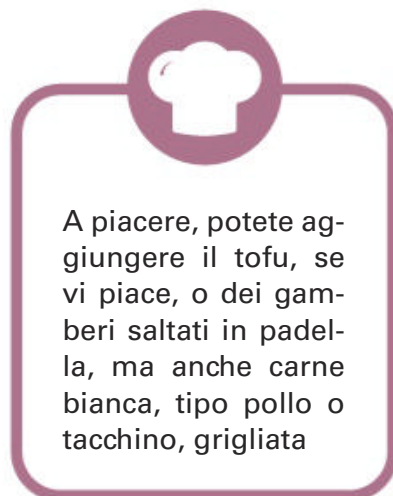 A piacere, potete ag-
giungere il tofu, se
vi piace, o dei gam-
beri saltati in padel-
la, ma anche carne
bianca, tipo pollo o
tacchino, grigliata